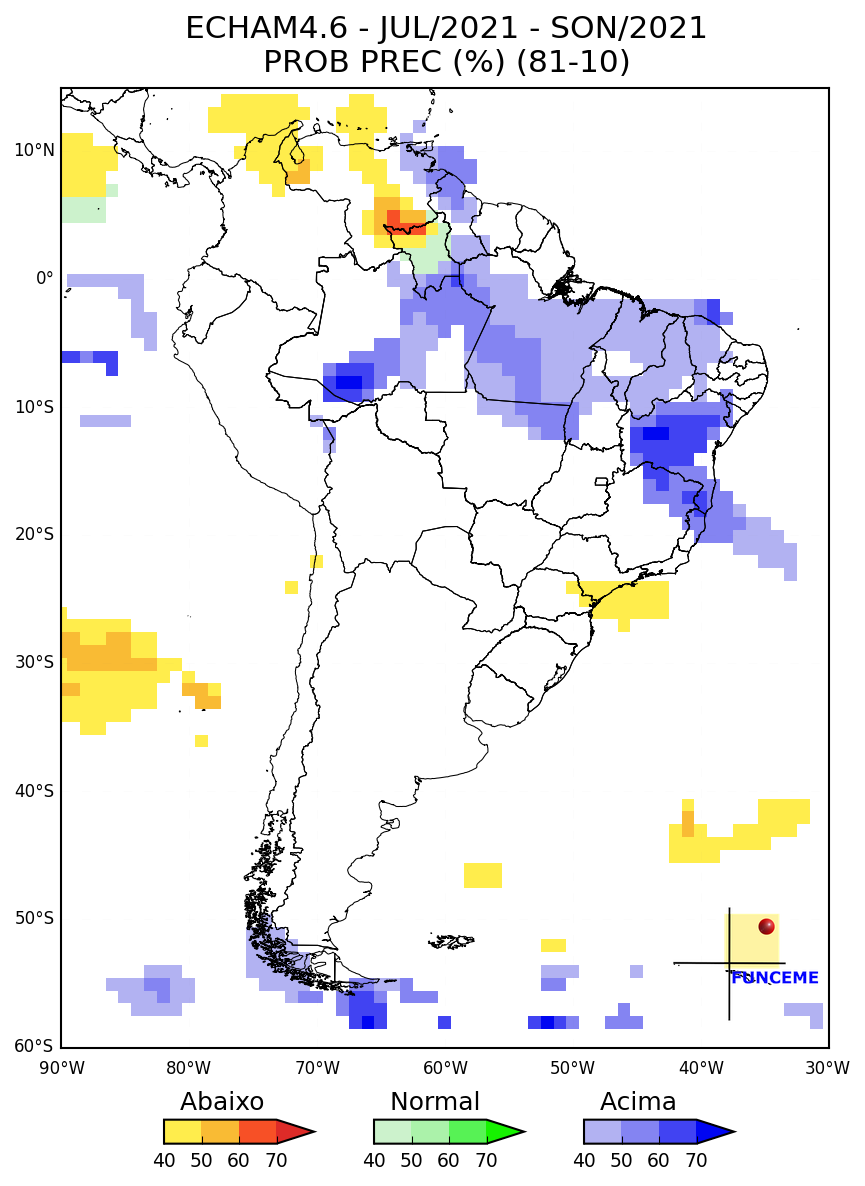 ECHAM4.6 - JUL/2021 - SON/2021
PROB PREC (%) (81-10)
10°N
0°
10°S
20°S
30°S
40°S
50°S
60°S
FUNCEME
90°W 80°W 70°W 60°W 50°W 40°W 30°W
Abaixo Normal Acima
40 50 60 70 40 50 60 70 40 50 60 70